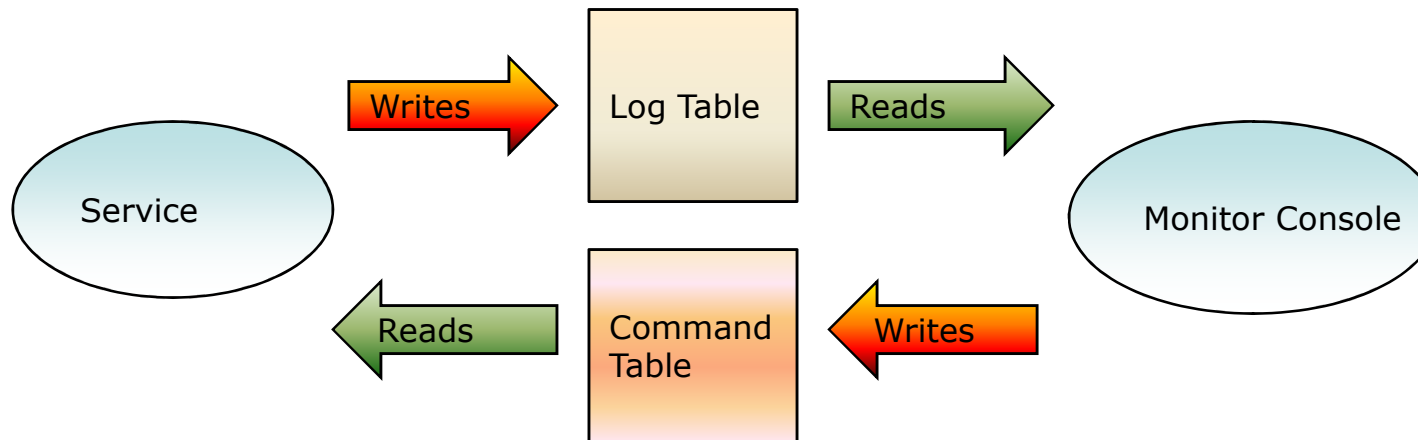 Writes
Log Table
Reads
Service
Monitor Console
Reads
Command
Table
Writes